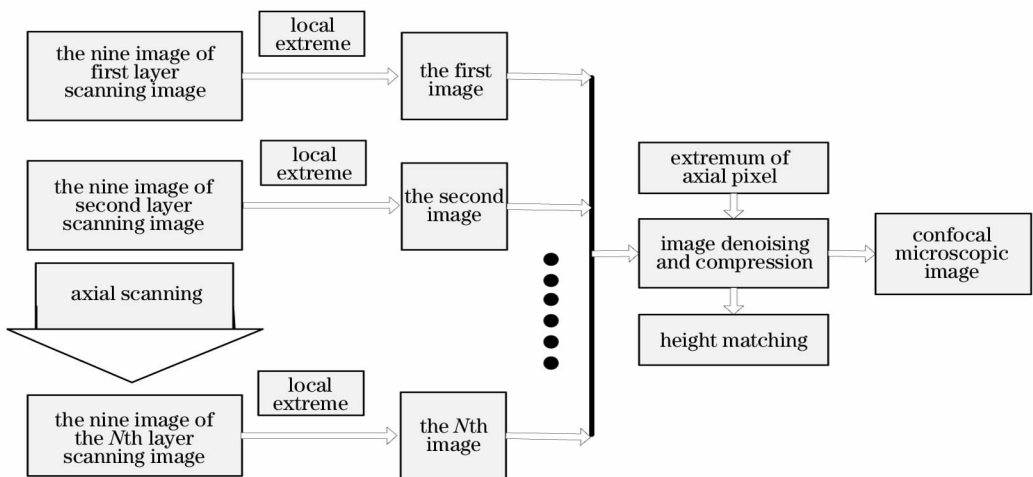 local
extreme
the nine image of
first layer
scanning image
the first
image
local
extreme
the nine image of
second layer
scanning image
the second
image
extremum of
axial pixel
image denoising
and compression
confocal
microscopic
image
axial scanning
height matching
local
extreme
the nine image of
the Nth layer
scanning image
the Nth
image